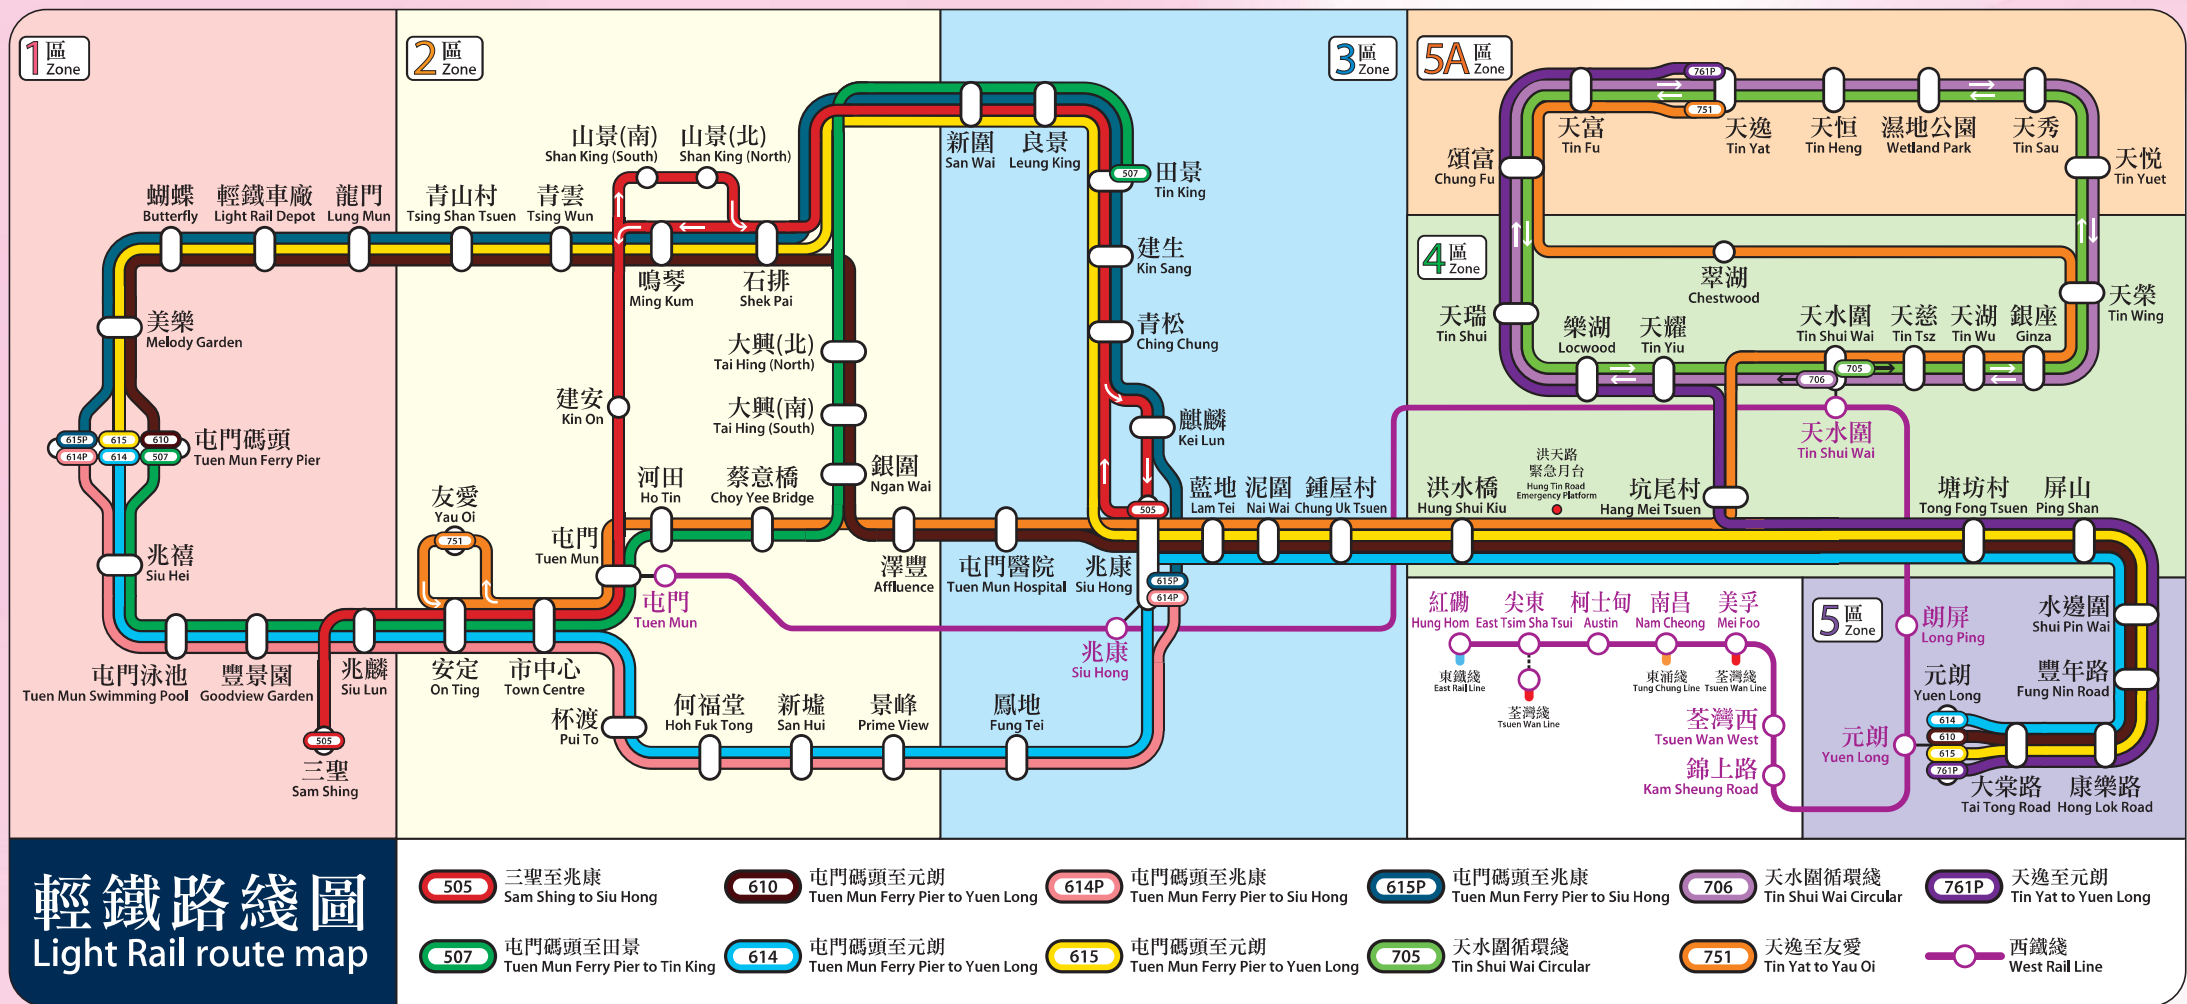 1 區
Zone
2 區
Zone
3 區
Zone
5A 區
Zone
4 區
Zone
5 區
Zone
蝴蝶
Butterfly
輕鐵車廠
Light Rail Depot
龍門
Lung Mun
美樂
Melody Garden
615P
615
610
614P
614
507
屯門碼頭
Tuen Mun Ferry Pier
兆禧
Siu Hei
屯門泳池
Tuen Mun Swimming Pool
豐景園
Goodview Garden
兆麟
Siu Lun
505
三聖
Sam Shing
青山村
Tsing Shan Tsuen
青雲
Tsing Wun
山景(南)
Shan King (South)
山景(北)
Shan King (North)
鳴琴
Ming Kum
石排
Shek Pai
建安
Kin On
大興(北)
Tai Hing (North)
大興(南)
Tai Hing (South)
銀圍
Ngan Wai
河田
Ho Tin
蔡意橋
Choy Yee Bridge
友愛
Yau Oi
751
屯門
Tuen Mun
屯門
Tuen Mun
安定
On Ting
市中心
Town Centre
杯渡
Pui To
何福堂
Hoh Fuk Tong
新墟
San Hui
景峰
Prime View
澤豐
Affluence
新圍
San Wai
良景
Leung King
507
田景
Tin King
建生
Kin Sang
青松
Ching Chung
麒麟
Kei Lun
505
屯門醫院
Tuen Mun Hospital
兆康
Siu Hong
615P
614P
兆康
Siu Hong
鳳地
Fung Tei
藍地
Lam Tei
泥圍
Nai Wai
鍾屋村
Chung Uk Tsuen
761P
751
天富
Tin Fu
天逸
Tin Yat
天恒
Tin Heng
濕地公園
Wetland Park
天秀
Tin Sau
頌富
Chung Fu
天悅
Tin Yuet
翠湖
Chestwood
天瑞
Tin Shui
樂湖
Locwood
天耀
Tin Yiu
天水圍
Tin Shui Wai
706
705
天慈
Tin Tsz
天湖
Tin Wu
銀座
Ginza
天榮
Tin Wing
天水圍
Tin Shui Wai
洪水橋
Hung Shui Kiu
洪天路
緊急月台
Hung Tin Road
Emergency Platform
坑尾村
Hang Mei Tsuen
塘坊村
Tong Fong Tsuen
屏山
Ping Shan
紅磡
Hung Hom
尖東
East Tsim Sha Tsui
柯士甸
Austin
南昌
Nam Cheong
美孚
Mei Foo
東鐵綫
East Rail Line
荃灣綫
Tsuen Wan Line
東涌綫
Tung Chung Line
荃灣綫
Tsuen Wan Line
荃灣西
Tsuen Wan West
錦上路
Kam Sheung Road
朗屏
Long Ping
元朗
Yuen Long
水邊圍
Shui Pin Wai
豐年路
Fung Nin Road
元朗
Yuen Long
614
610
615
761P
大棠路
Tai Tong Road
康樂路
Hong Lok Road
輕鐵路綫圖
Light Rail route map
505 三聖至兆康
Sam Shing to Siu Hong
610 屯門碼頭至元朗
Tuen Mun Ferry Pier to Yuen Long
614P 屯門碼頭至兆康
Tuen Mun Ferry Pier to Siu Hong
615P 屯門碼頭至兆康
Tuen Mun Ferry Pier to Siu Hong
706 天水圍循環綫
Tin Shui Wai Circular
761P 天逸至元朗
Tin Yat to Yuen Long
507 屯門碼頭至田景
Tuen Mun Ferry Pier to Tin King
614 屯門碼頭至元朗
Tuen Mun Ferry Pier to Yuen Long
615 屯門碼頭至元朗
Tuen Mun Ferry Pier to Yuen Long
705 天水圍循環綫
Tin Shui Wai Circular
751 天逸至友愛
Tin Yat to Yau Oi
西鐵綫
West Rail Line